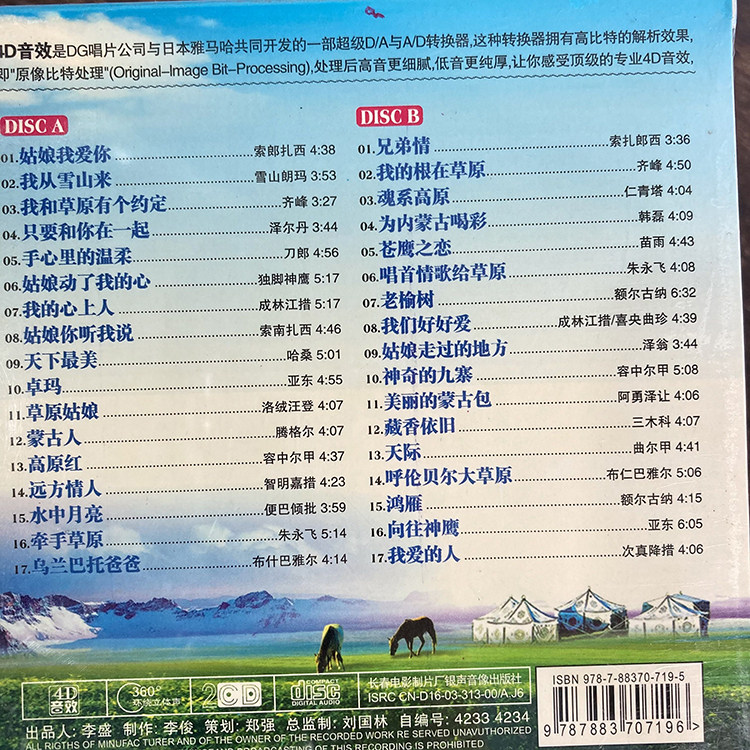 4D音效是DG唱片公司与日本雅马哈共同开发的一部超级D/A与A/D转换器,这种转换器拥有高比特的解析效果,
即"原像比特处理"(Original-Image Bit-Processing),处理后高音更细腻,低音更纯厚,让你感受顶级的专业4D音效,
DISC A
01.姑娘我爱你 索郎扎西 4:38
02.我从雪山来 雪山朗玛 3:53
03.我和草原有个约定 齐峰 3:27
04.只要和你在一起 泽尔丹 3:44
05.手心里的温柔 刀郎 4:56
06.姑娘动了我的心 独脚神鹰 5:17
07.我的心上人 成林江措 5:17
08.姑娘你听我说 索南扎西 4:46
09.天下最美 哈桑 5:01
10.卓玛 亚东 4:55
11.草原姑娘 洛绒汪登 4:07
12.蒙古人 腾格尔 4:07
13.高原红 容中尔甲 4:37
14.远方情人 智明嘉措 4:23
15.水中月亮 便巴倾批 3:59
16.牵手草原 朱永飞 5:14
17.乌兰巴托爸爸 布什巴雅尔 4:14
DISC B
01.兄弟情 索扎郎西 3:36
02.我的根在草原 齐峰 4:50
03.魂系高原 仁青塔 4:04
04.为内蒙古喝彩 韩磊 4:09
05.苍鹰之恋 苗雨 4:43
06.唱首情歌给草原 朱永飞 4:08
07.老榆树 额尔古纳 6:32
08.我们好好爱 成林江措/喜央曲珍 4:39
09.姑娘走过的地方 泽翁 3:44
10.神奇的九寨 容中尔甲 5:08
11.美丽的蒙古包 阿勇泽让 4:06
12.藏香依旧 三木科 4:07
13.天际 曲尔甲 4:41
14.呼伦贝尔大草原 布仁巴雅尔 5:06
15.鸿雁 额尔古纳 4:15
16.向往神鹰 亚东 6:05
17.我爱的人 次真降措 4:06
4D 音效
360° 环绕立体声
2CD
COMPACT disc DIGITAL AUDIO
长春电影制片厂银声音像出版社
ISRC CN-D16-03-313-00/A.J6
ISBN 978-7-88370-719-5
9 787883 707196
出品人:李盛 制作:李俊 策划:郑强 总监制:刘国林 自编号:4233 4234
ALL RIGTHS OF MINUFAC TURER AND OF THE OWNER OF THE RECORDED WORK RE SERVED UNAVUTHORIZED
AND BROADCASTING OF THIS RECORDING IS PROHIBITED